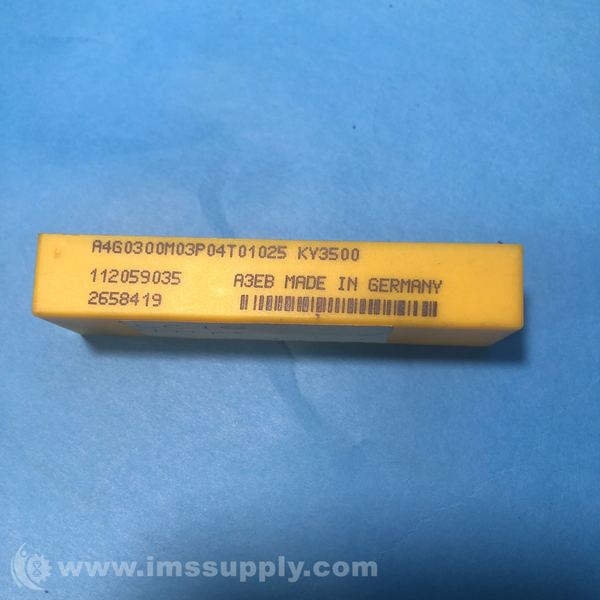 A4G0300M03P04T01025 KY3500
112059035 A3EB MADE IN GERMANY
2658419
www.imssupply.com